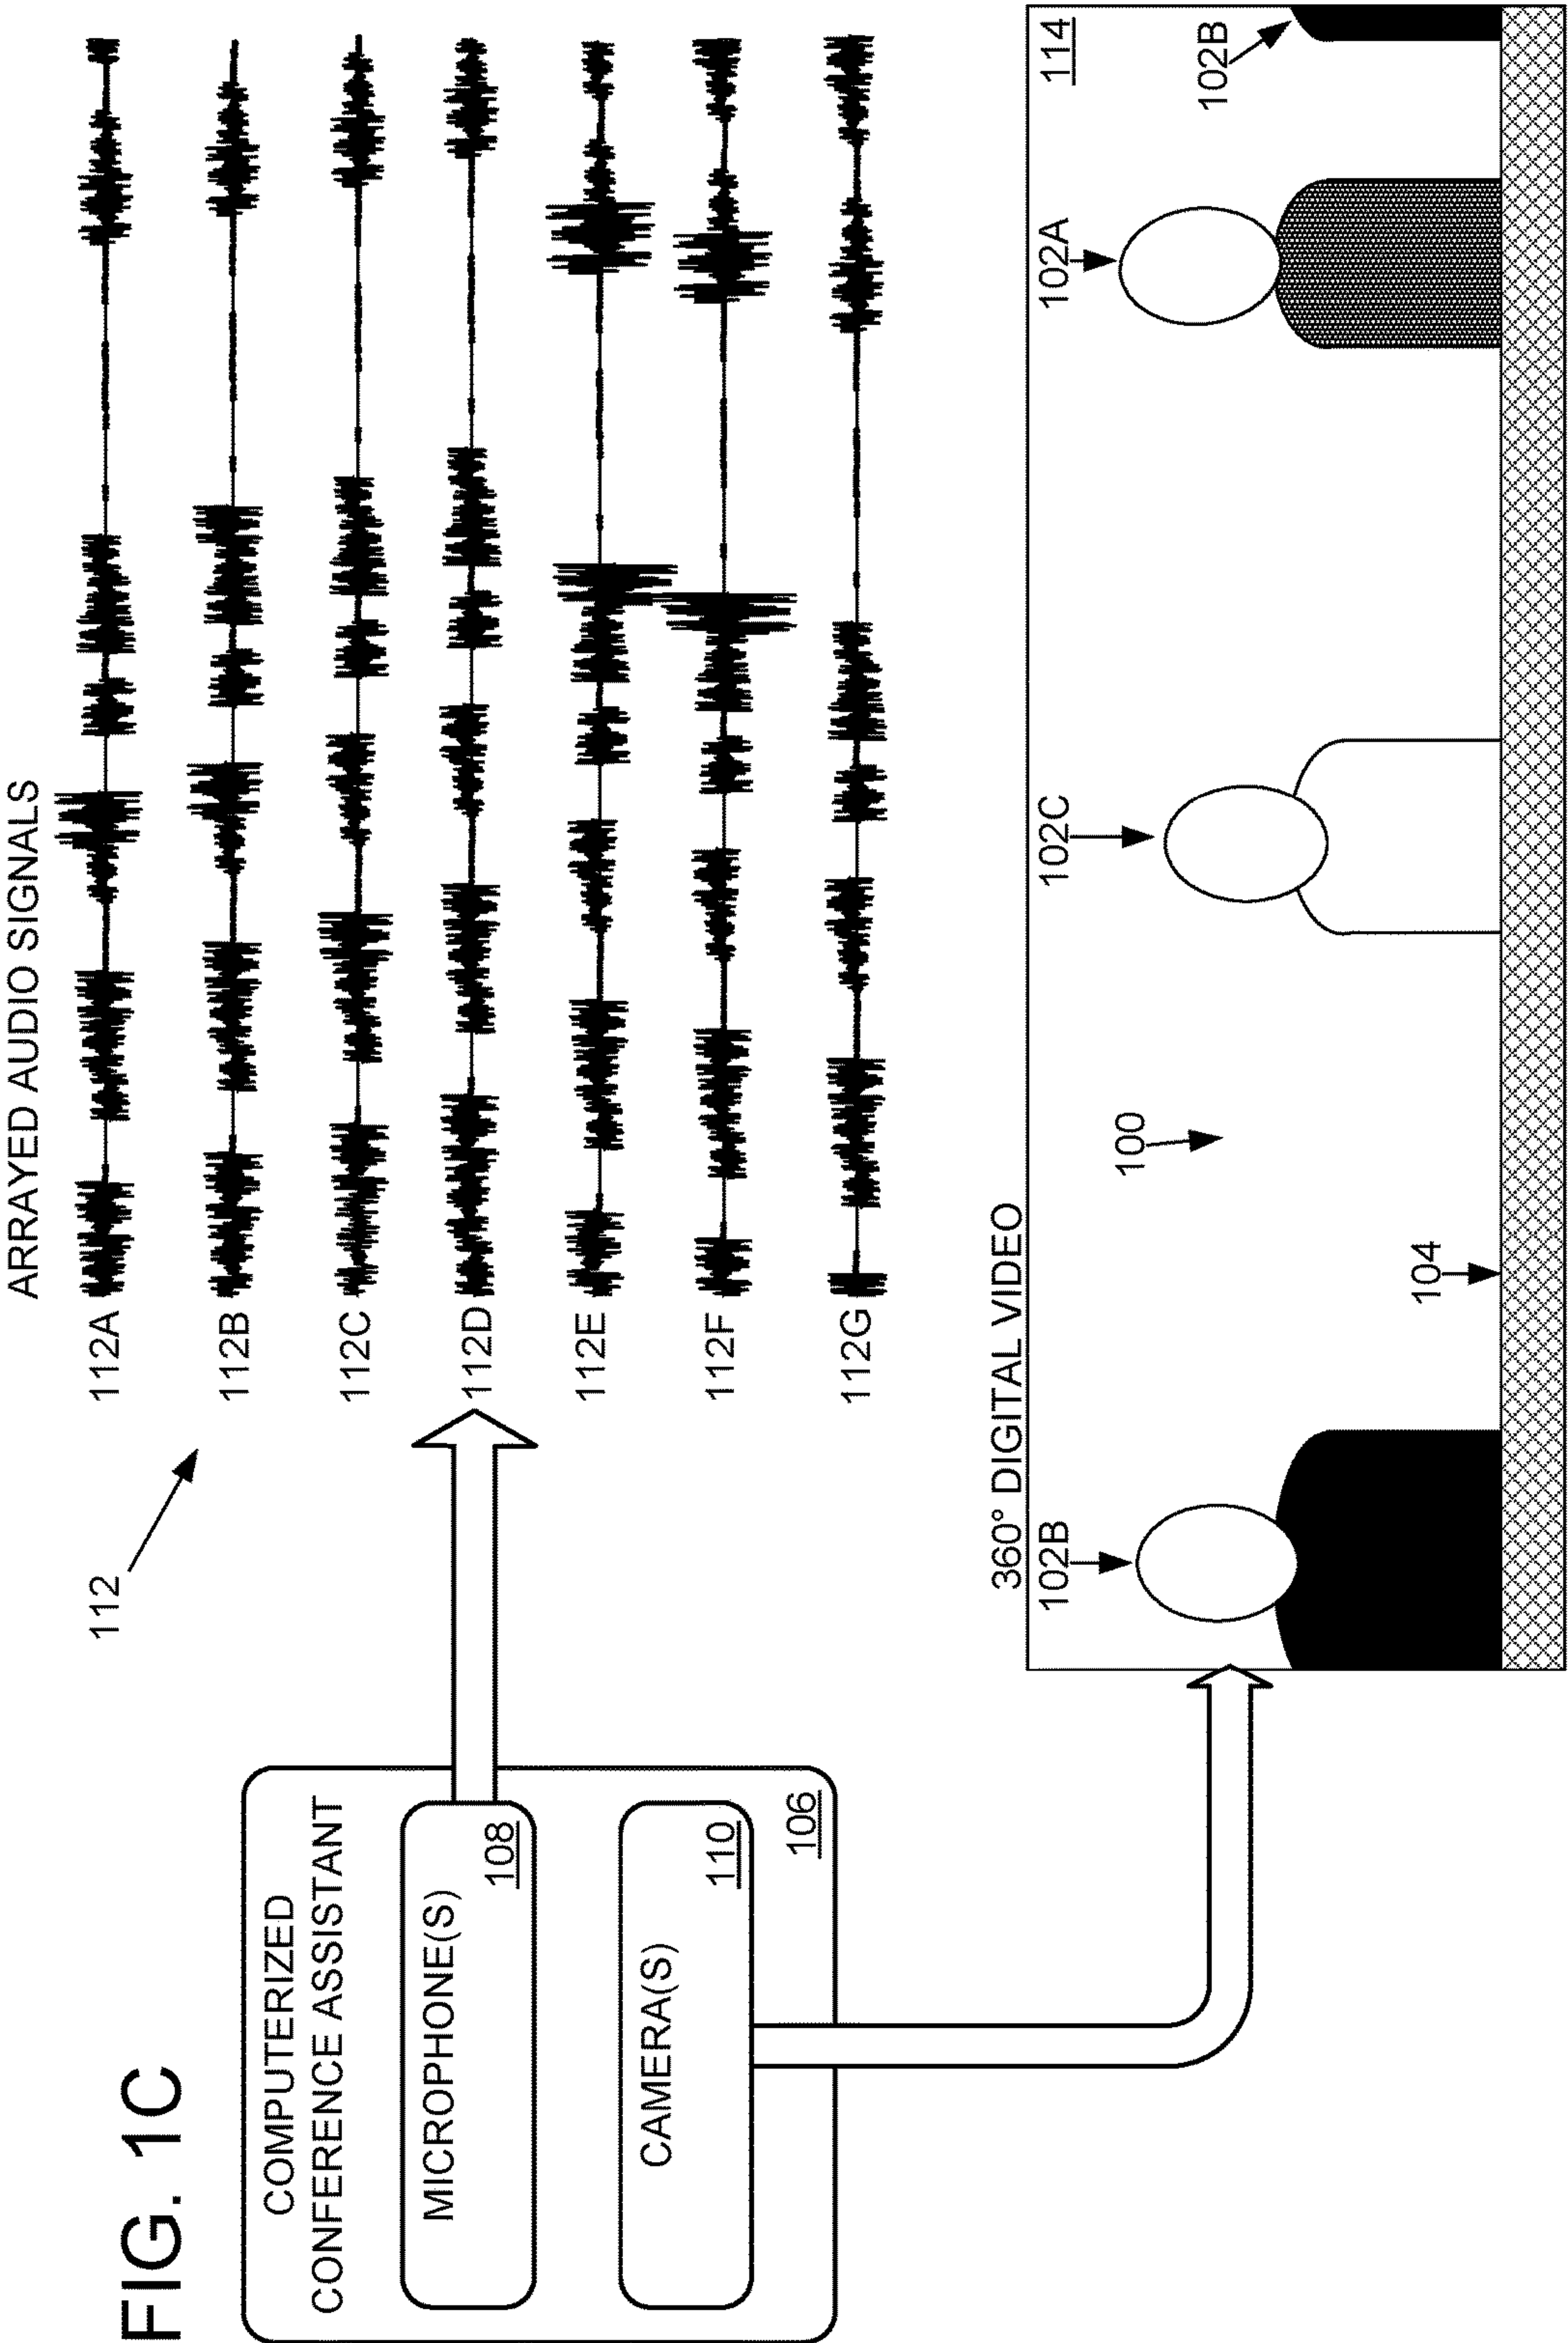 FIG. 1C
COMPUTERIZED
CONFERENCE ASSISTANT
MICROPHONE(S)
108
CAMERA(S)
110
106
112
ARRAYED AUDIO SIGNALS
112A
112B
112C
112D
112E
112F
112G
360° DIGITAL VIDEO
114
102B
102C
102A
102B
100
104